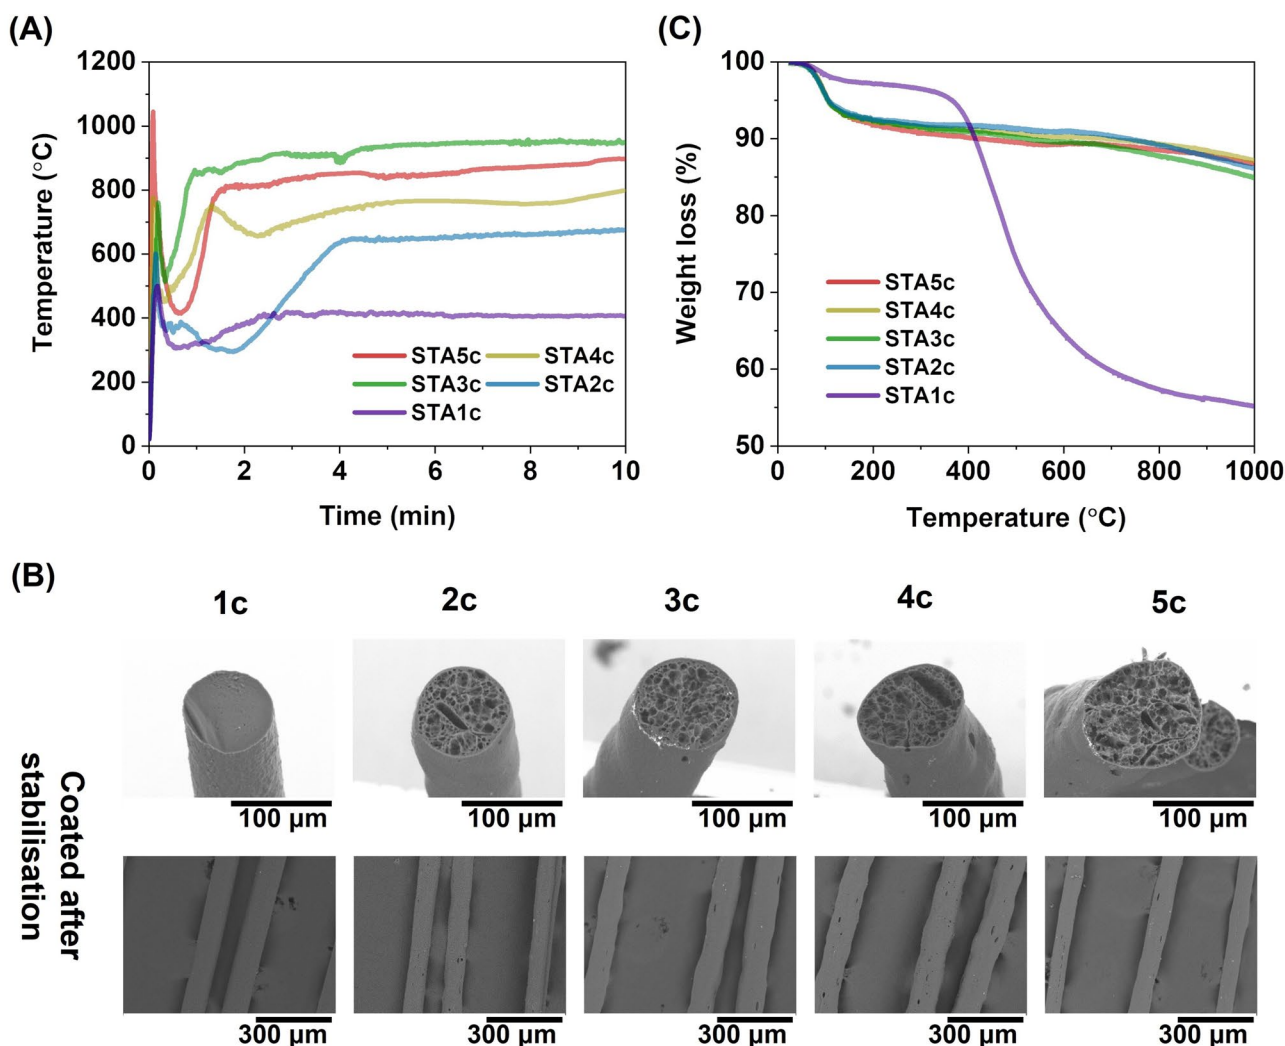 (A)
1200
1000
800
600
400
200
0
Temperature (°C)
0 2 4 6 8 10
Time (min)
STA5c STA4c
STA3c STA2c
STA1c
(C)
100
90
80
70
60
50
Weight loss (%)
0 200 400 600 800 1000
Temperature (°C)
STA5c
STA4c
STA3c
STA2c
STA1c
(B)
1c 2c 3c 4c 5c
Coated after
stabilisation
100 µm 100 µm 100 µm 100 µm 100 µm
300 µm 300 µm 300 µm 300 µm 300 µm